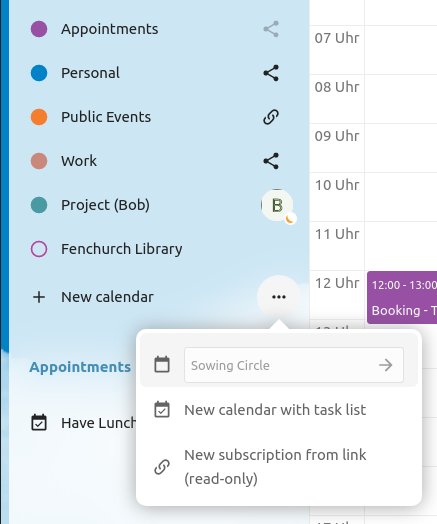 Appointments
Personal
Public Events
Work
Project (Bob)
B
Fenchurch Library
New calendar
Appointments
Have Lunch
Sowing Circle
New calendar with task list
New subscription from link
(read-only)
07 Uhr
08 Uhr
09 Uhr
10 Uhr
11 Uhr
12 Uhr
12:00 - 13:00
Booking - T